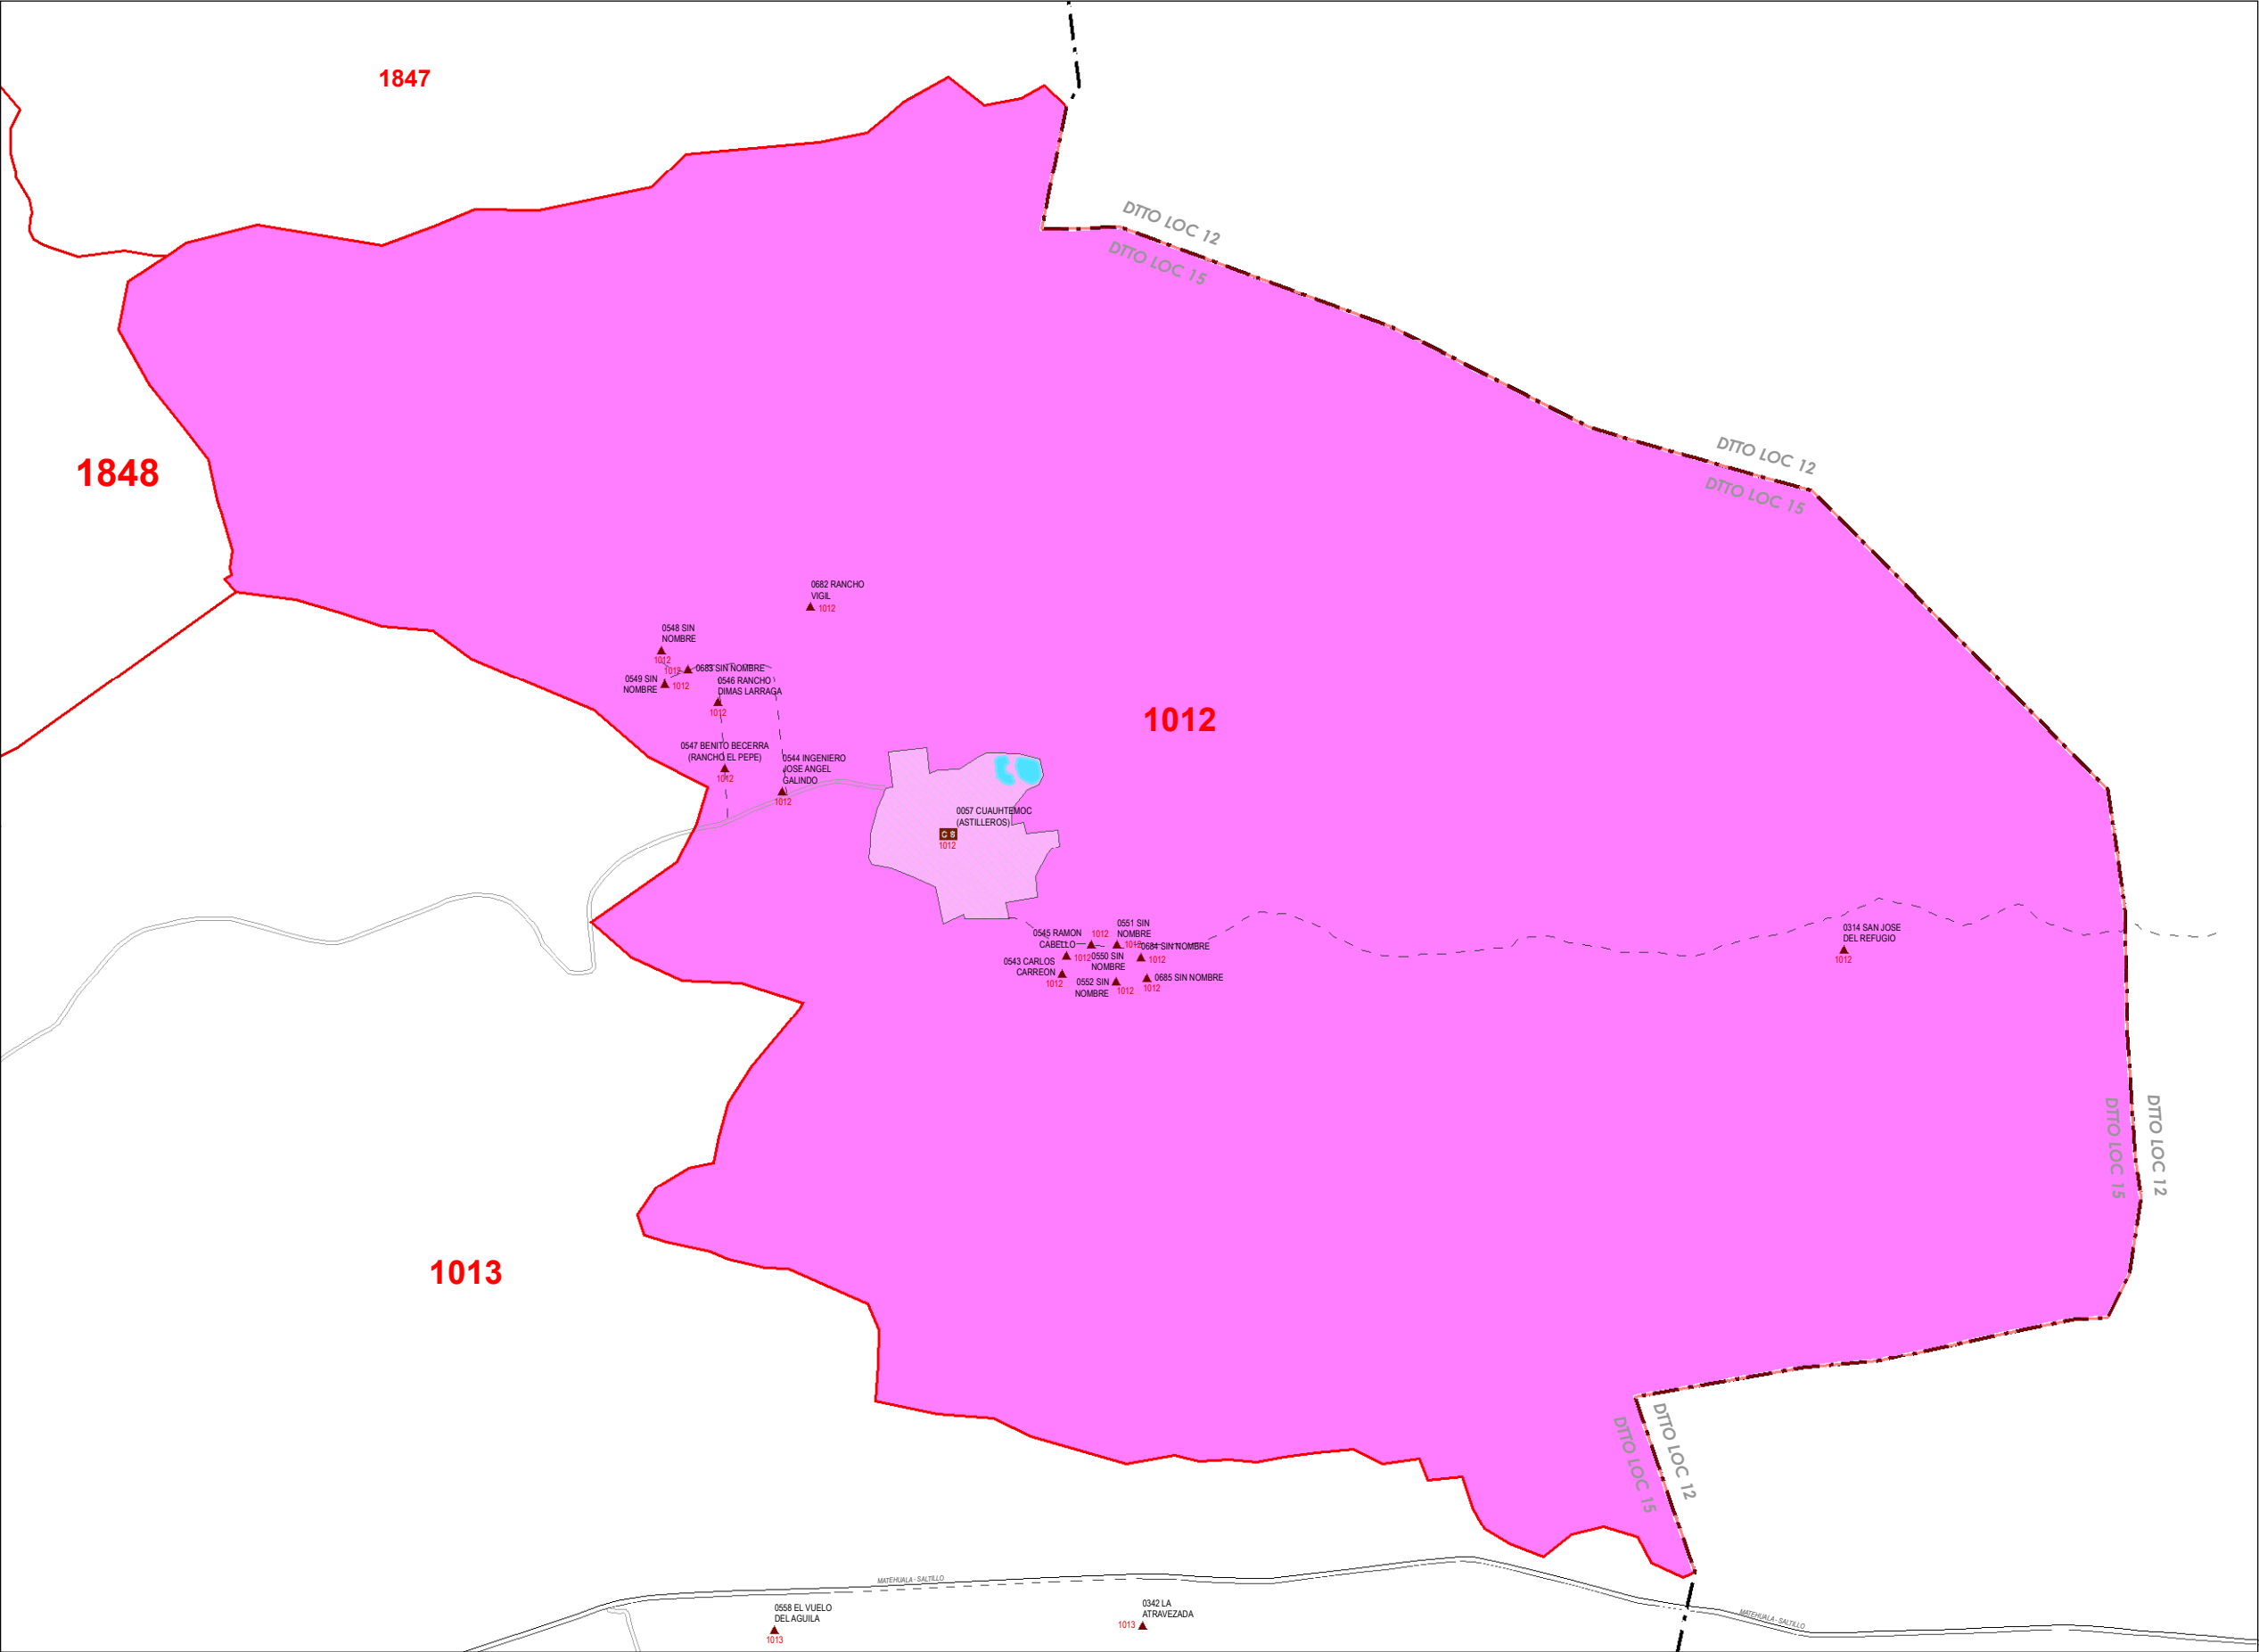 1847
DTTO LOC 12
DTTO LOC 15
DTTO LOC 12
DTTO LOC 15
1848
0682 RANCHO
VIGIL
1012
0548 SIN
NOMBRE
1012
1012
0683 SIN NOMBRE
0549 SIN
NOMBRE
1012
0546 RANCHO
DIMAS LARRAGA
1012
1012
0547 BENITO BECERRA
(RANCHO EL PEPE)
1012
0544 INGENIERO
JOSE ANGEL
GALINDO
1012
0057 CUAUHTEMOC
(ASTILLEROS)
1012
0545 RAMON
CABELLO
1012
0551 SIN
NOMBRE
1012
0684 SIN NOMBRE
1012
0543 CARLOS
CARREON
1012
1012
0550 SIN
NOMBRE
0552 SIN
NOMBRE
1012
0685 SIN NOMBRE
1012
0314 SAN JOSE
DEL REFUGIO
1012
DTTO LOC 12
DTTO LOC 15
1013
DTTO LOC 12
DTTO LOC 15
MATEHUALA - SALTILLO
MATEHUALA - SALTILLO
0558 EL VUELO
DEL AGUILA
1013
0342 LA
ATRAVEZADA
1013